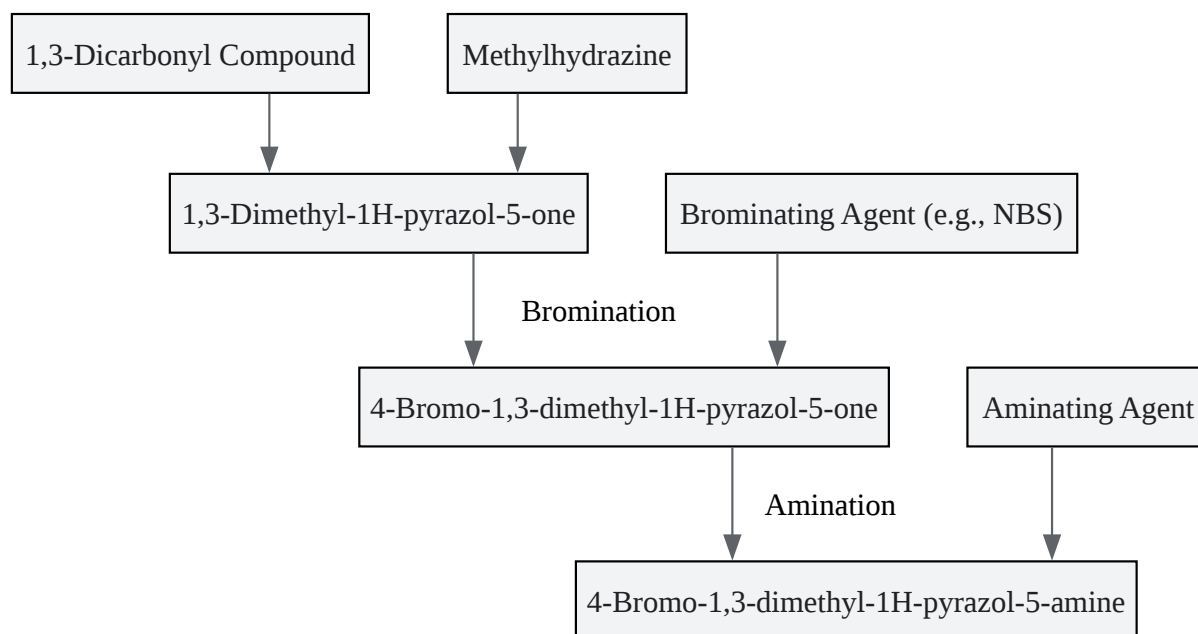 1,3-Dicarbonyl Compound
Methylhydrazine
1,3-Dimethyl-1H-pyrazol-5-one
Brominating Agent (e.g., NBS)
Bromination
4-Bromo-1,3-dimethyl-1H-pyrazol-5-one
Aminating Agent
Amination
4-Bromo-1,3-dimethyl-1H-pyrazol-5-amine